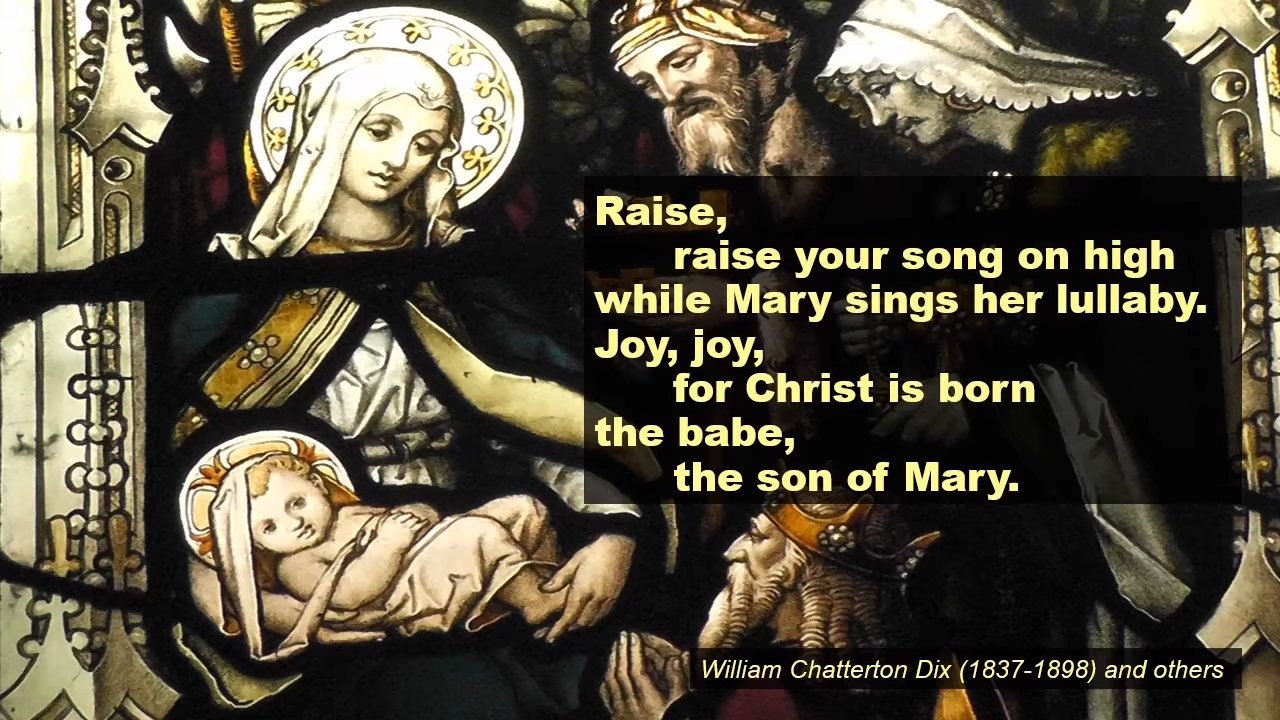 Raise,
raise your song on high
while Mary sings her lullaby.
Joy, joy,
for Christ is born
the babe,
the son of Mary.
William Chatterton Dix (1837-1898) and others